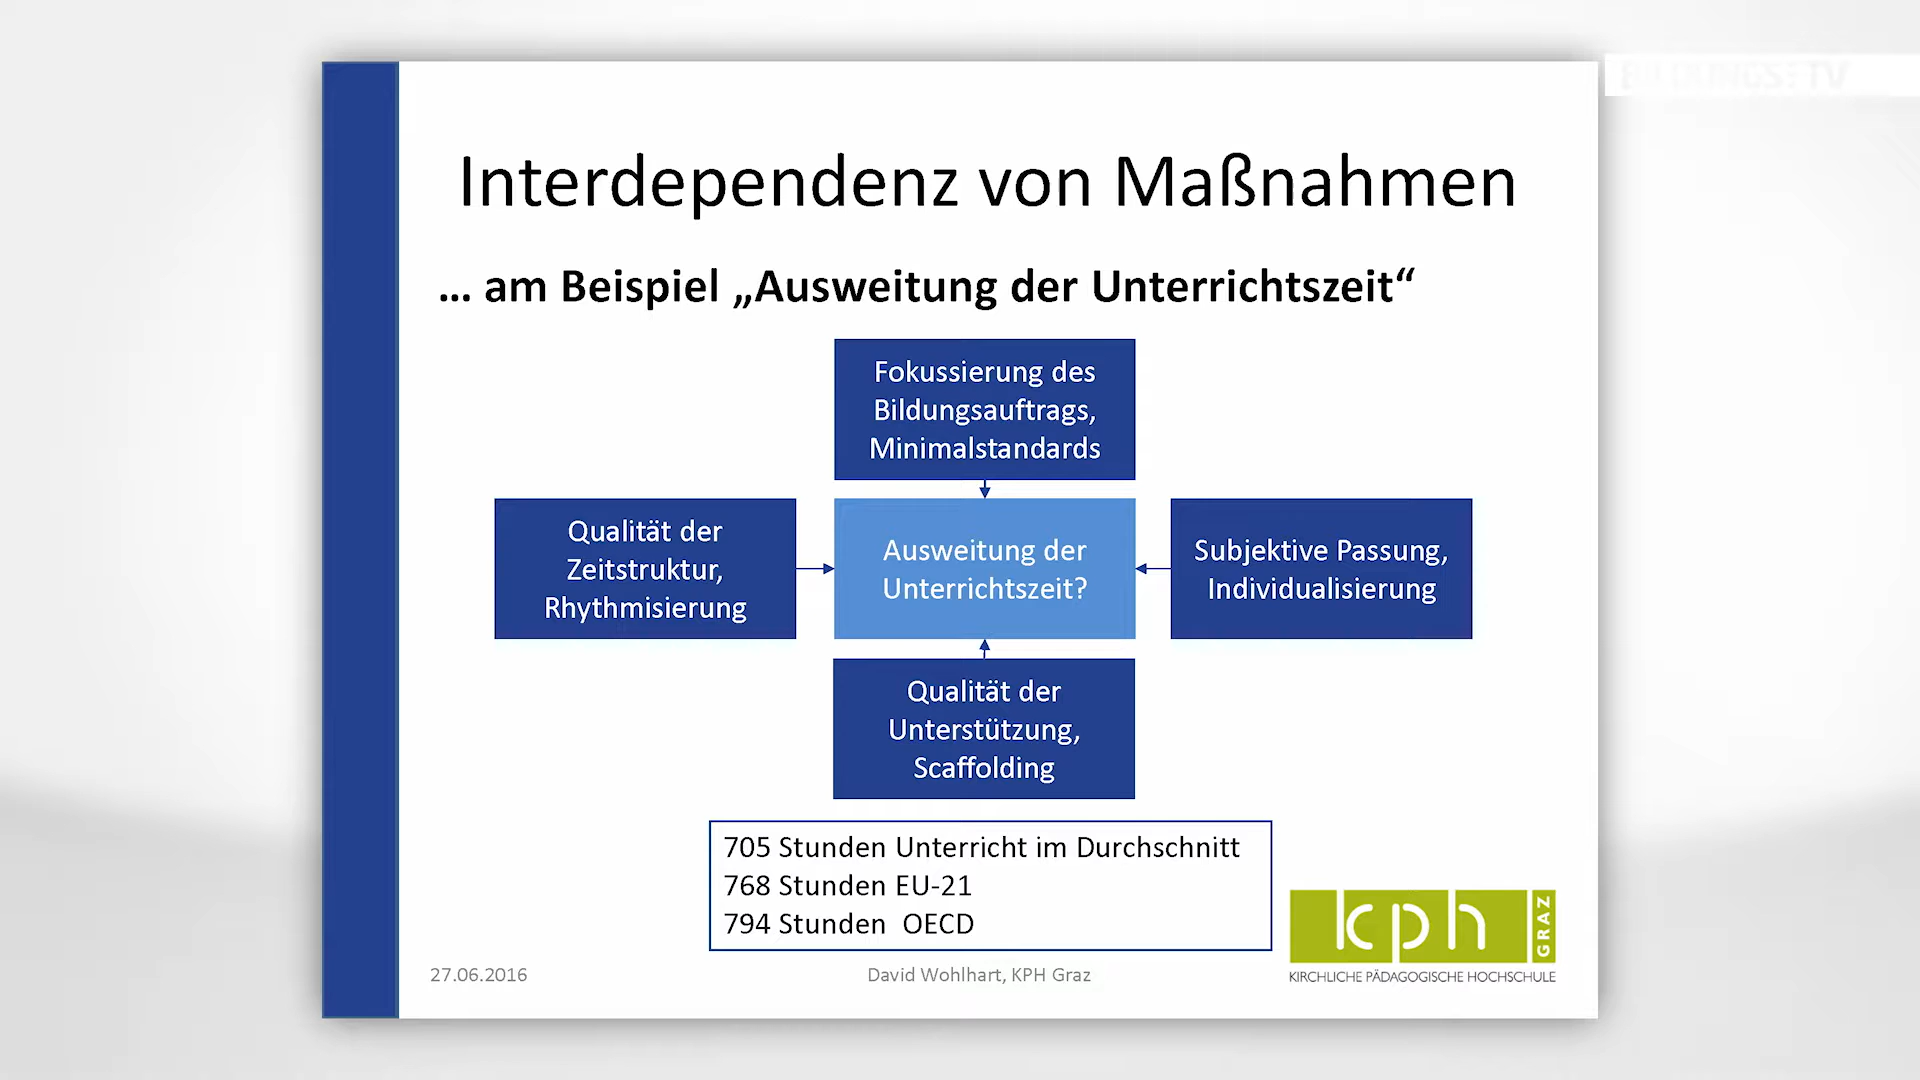 BILDUNGSTV
Interdependenz von Maßnahmen
... am Beispiel „Ausweitung der Unterrichtszeit“
Fokussierung des
Bildungsauftrags,
Minimalstandards
Qualität der
Zeitstruktur,
Rhythmisierung
Ausweitung der
Unterrichtszeit?
Subjektive Passung,
Individualisierung
Qualität der
Unterstützung,
Scaffolding
705 Stunden Unterricht im Durchschnitt
768 Stunden EU-21
794 Stunden OECD
kph GRAZ
KIRCHLICHE PÄDAGOGISCHE HOCHSCHULE
27.06.2016
David Wohlhart, KPH Graz